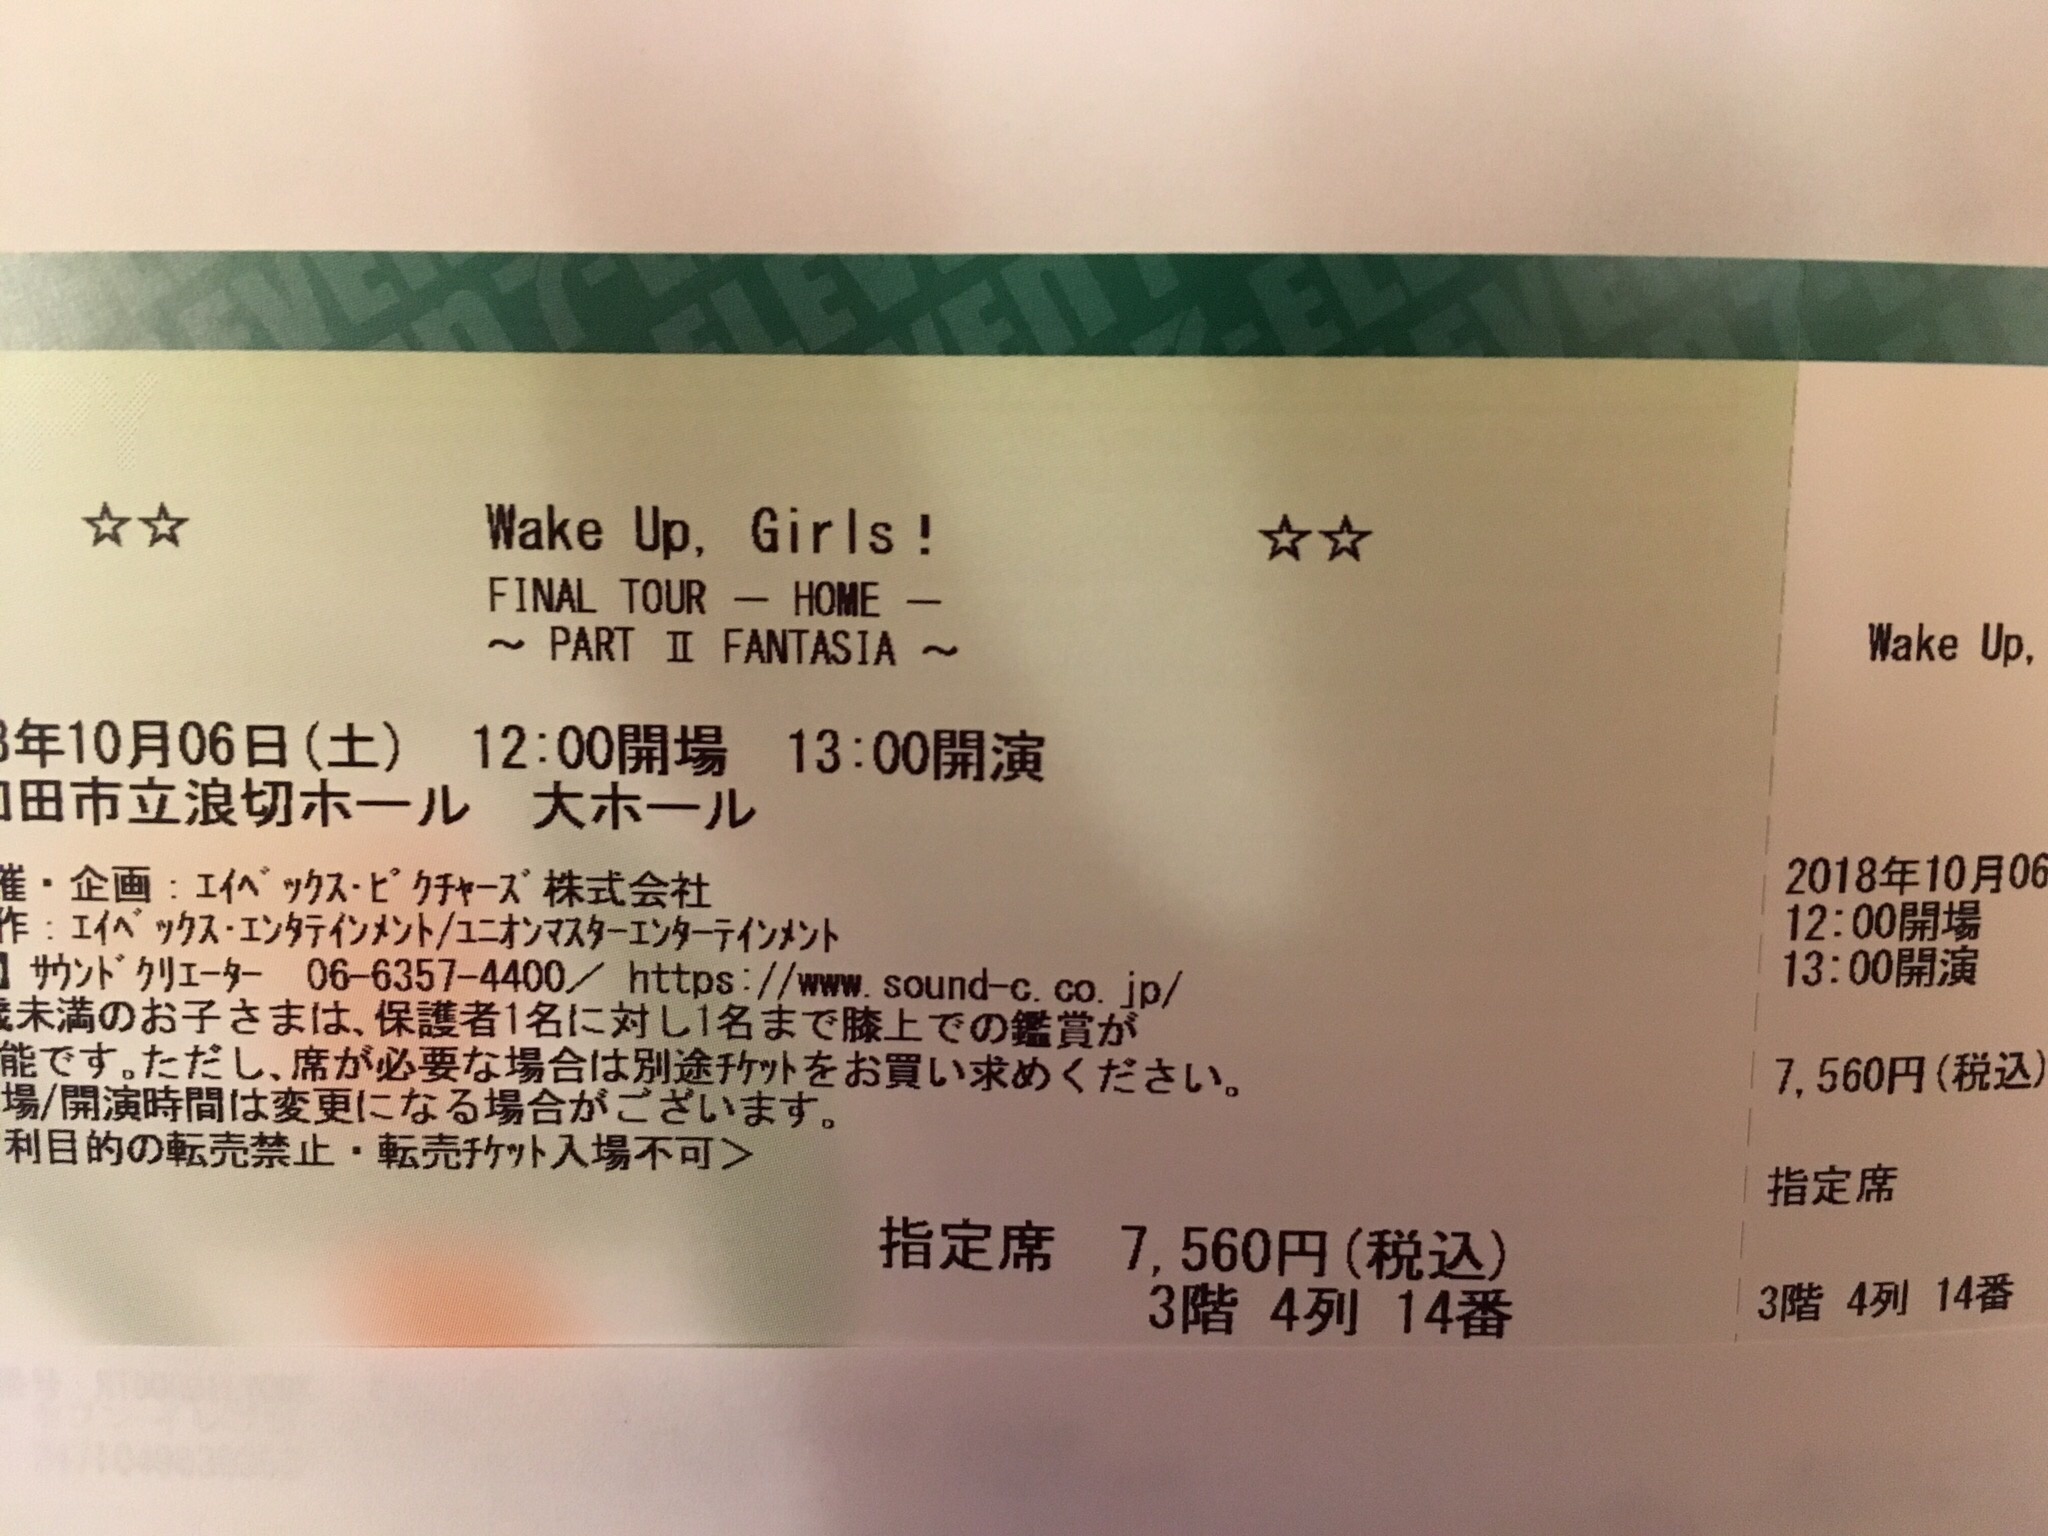 ☆☆ Wake Up, Girls! ☆☆
FINAL TOUR － HOME －
～ PART Ⅱ FANTASIA ～
年10月06日(土) 12:00開場 13:00開演
田市立浪切ホール 大ホール
催・企画:ｴｲﾍﾞｯｸｽ･ﾋﾟｸﾁｬｰｽﾞ株式会社
作:ｴｲﾍﾞｯｸｽ･ｴﾝﾀﾃｲﾝﾒﾝﾄ/ﾕﾆｵﾝﾏｽﾀｰｴﾝﾀｰﾃｲﾝﾒﾝﾄ
】ｻｳﾝﾄﾞｸﾘｴｰﾀｰ 06-6357-4400／ https://www.sound-c.co.jp/
歳未満のお子さまは､保護者1名に対し1名まで膝上での鑑賞が
能です｡ただし､席が必要な場合は別途ﾁｹｯﾄをお買い求めください｡
場/開演時間は変更になる場合がございます｡
利目的の転売禁止・転売ﾁｹｯﾄ入場不可＞
指定席 7,560円(税込)
3階 4列 14番
Wake Up,
2018年10月06
12:00開場
13:00開演
7,560円(税込)
指定席
3階 4列 14番